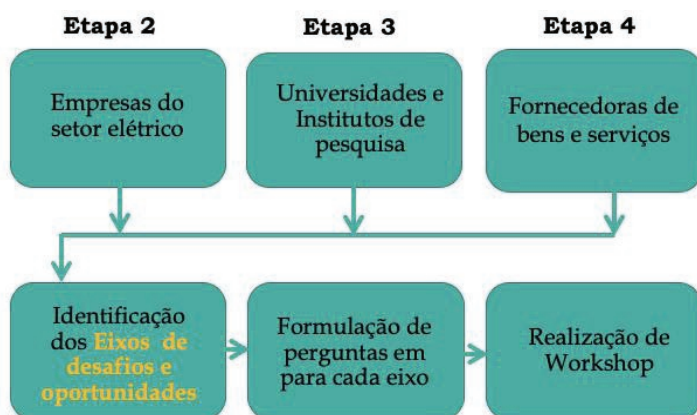 Etapa 2
Etapa 3
Etapa 4
Empresas do
setor elétrico
Universidades e
Institutos de
pesquisa
Fornecedoras de
bens e serviços
Identificação
dos Eixos de
desafios e
oportunidades
Formulação de
perguntas em
para cada eixo
Realização de
Workshop